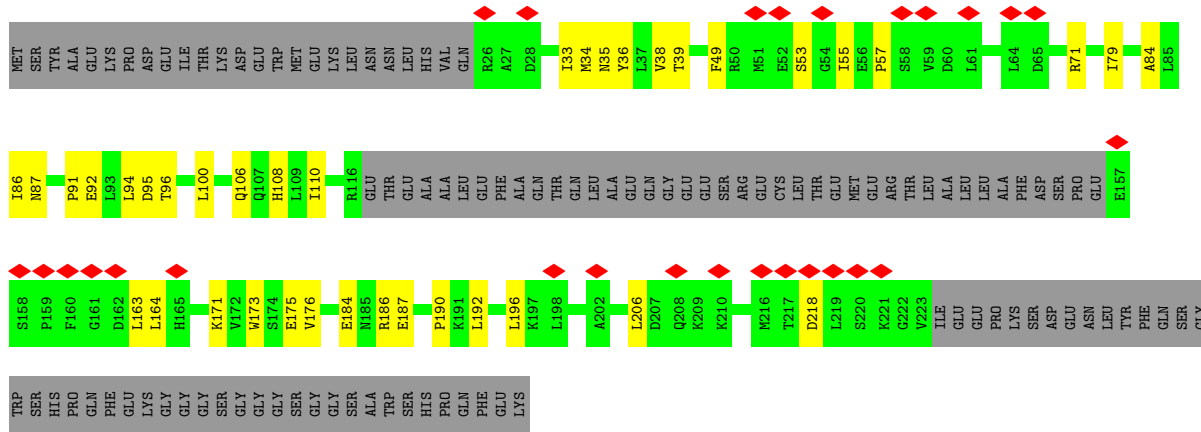 MET SER TYR ALA GLU LYS PRO ASP GLU ILE THR LYS ASP GLU TRP MET GLU LYS LEU ASN ASN LEU HIS VAL GLN R26 A27 D28 I33 M34 N35 Y36 L37 V38 T39 F49 R50 M51 E52 S53 G54 I55 E56 P57 S58 V59 D60 L61 L64 D65 R71 I79 A84 L85
I86 N87 P91 E92 L93 L94 D95 T96 L100 Q106 Q107 H108 L109 I110 R116 GLU THR GLU ALA ALA LEU GLU PHE ALA GLN THR GLN LEU ALA GLU GLN GLY GLU GLU SER ARG GLU CYS LEU THR GLU MET GLU ARG THR LEU ALA LEU LEU ALA PHE ASP SER PRO GLU E157
S158 P159 F160 G161 D162 L163 L164 H165 K171 V172 W173 S174 E175 V176 E184 N185 R186 E187 P190 K191 L192 L196 K197 L198 A202 L206 D207 Q208 K209 K210 M216 T217 D218 L219 S220 K221 G222 V223 ILE GLU GLU PRO LYS SER ASP GLU ASN LEU TYR PHE GLN SER GLY
TRP SER HIS PRO GLN PHE GLU LYS GLY GLY GLY SER GLY GLY GLY SER GLY GLY SER ALA TRP SER HIS PRO GLN PHE GLU LYS